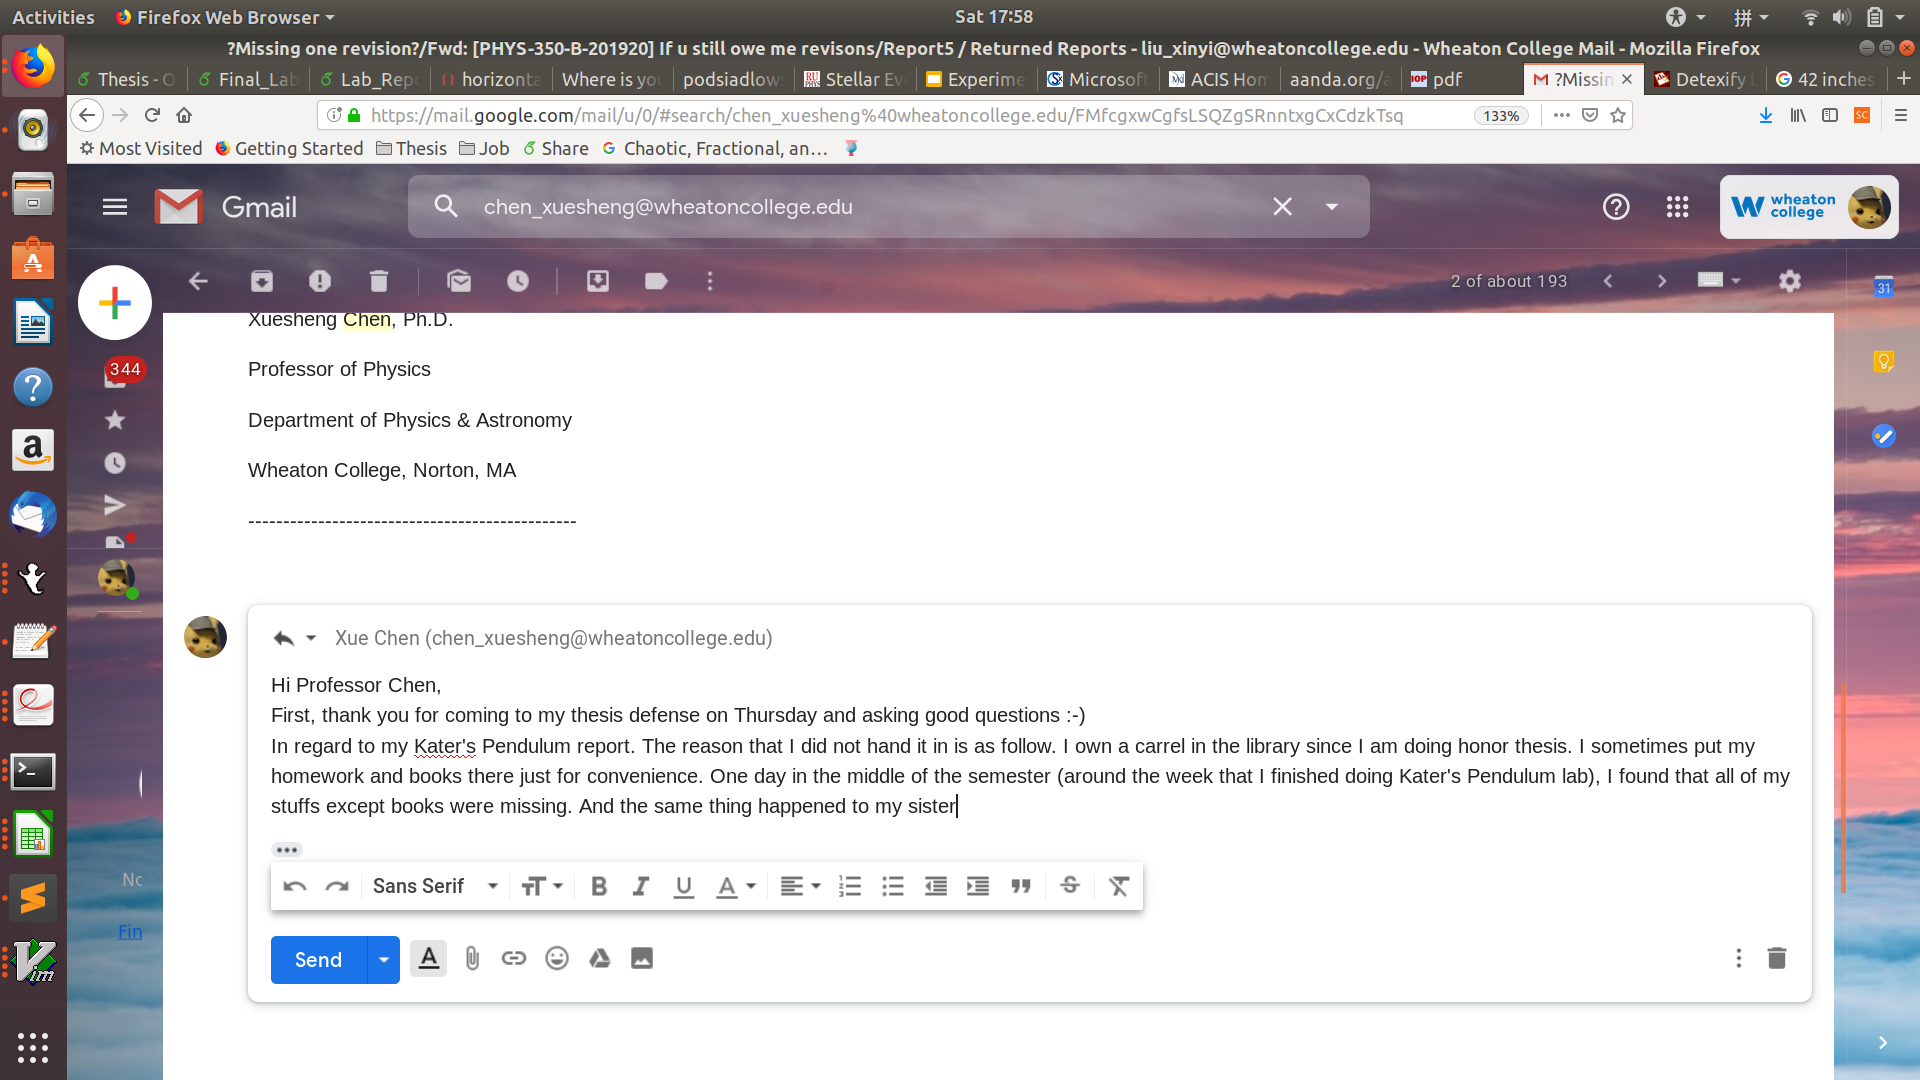 Activities Firefox Web Browser Sat 17:58 拼
?Missing one revision?/Fwd: [PHYS-350-B-201920] If u still owe me revisons/Report5 / Returned Reports - liu_xinyi@wheatoncollege.edu - Wheaton College Mail - Mozilla Firefox
Thesis - O Final_Lab Lab_Repo horizonta Where is you podsiadlows Stellar Ev Experime Microsoft ACIS Hom aanda.org/a pdf ?Missin Detexify 42 inches
https://mail.google.com/mail/u/0/#search/chen_xuesheng%40wheatoncollege.edu/FMfcgxwCgfsLSQZgSRnntxgCxCdzkTsq 133%
Most Visited Getting Started Thesis Job Share Chaotic, Fractional, an…
Gmail chen_xuesheng@wheatoncollege.edu wheaton college
2 of about 193
31
344
Xuesheng Chen, Ph.D.
Professor of Physics
Department of Physics & Astronomy
Wheaton College, Norton, MA
-----------------------------------------------
Xue Chen (chen_xuesheng@wheatoncollege.edu)
Hi Professor Chen,
First, thank you for coming to my thesis defense on Thursday and asking good questions :-)
In regard to my Kater's Pendulum report. The reason that I did not hand it in is as follow. I own a carrel in the library since I am doing honor thesis. I sometimes put my
homework and books there just for convenience. One day in the middle of the semester (around the week that I finished doing Kater's Pendulum lab), I found that all of my
stuffs except books were missing. And the same thing happened to my sister
Sans Serif
Send
Nc
Fin